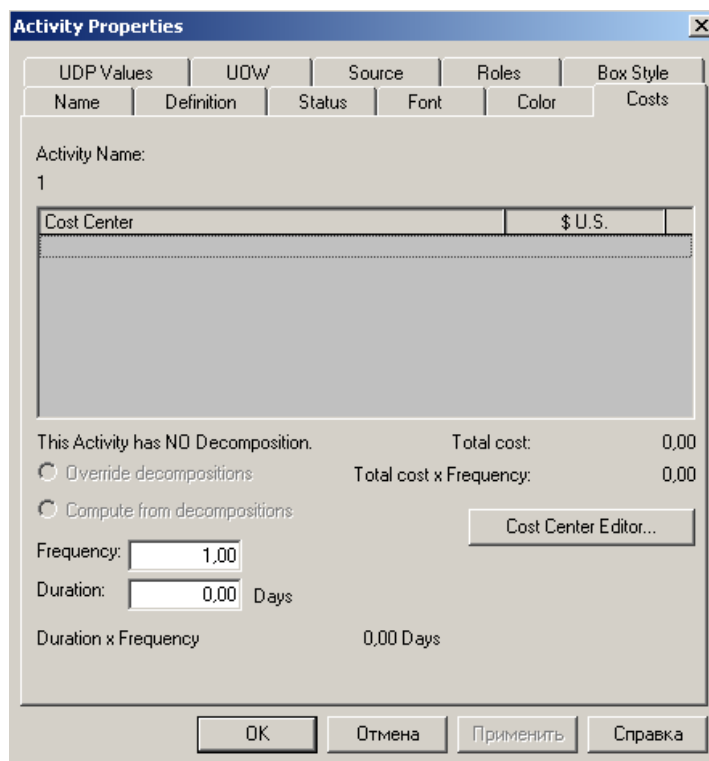 Activity Properties
UDP Values UOW Source Roles Box Style
Name Definition Status Font Color Costs
Activity Name:
1
Cost Center $ U.S.
This Activity has NO Decomposition. Total cost: 0,00
Override decompositions Total cost x Frequency: 0,00
Compute from decompositions
Cost Center Editor...
Frequency: 1,00
Duration: 0,00 Days
Duration x Frequency 0,00 Days
OK Отмена Применить Справка